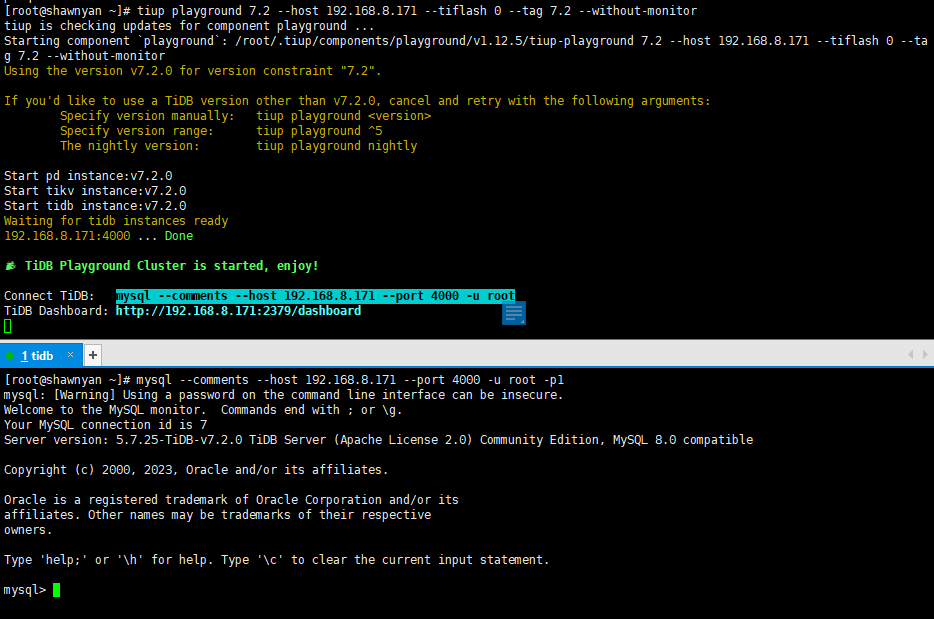 [root@shawnyan ~]# tiup playground 7.2 --host 192.168.8.171 --tiflash 0 --tag 7.2 --without-monitor
tiup is checking updates for component playground ...
Starting component `playground`: /root/.tiup/components/playground/v1.12.5/tiup-playground 7.2 --host 192.168.8.171 --tiflash 0 --ta
g 7.2 --without-monitor
Using the version v7.2.0 for version constraint "7.2".
If you'd like to use a TiDB version other than v7.2.0, cancel and retry with the following arguments:
Specify version manually: tiup playground <version>
Specify version range: tiup playground ^5
The nightly version: tiup playground nightly
Start pd instance:v7.2.0
Start tikv instance:v7.2.0
Start tidb instance:v7.2.0
Waiting for tidb instances ready
192.168.8.171:4000 ... Done
TiDB Playground Cluster is started, enjoy!
Connect TiDB: mysql --comments --host 192.168.8.171 --port 4000 -u root
TiDB Dashboard: http://192.168.8.171:2379/dashboard
1 tidb × +
[root@shawnyan ~]# mysql --comments --host 192.168.8.171 --port 4000 -u root -p1
mysql: [Warning] Using a password on the command line interface can be insecure.
Welcome to the MySQL monitor.  Commands end with ; or \g.
Your MySQL connection id is 7
Server version: 5.7.25-TiDB-v7.2.0 TiDB Server (Apache License 2.0) Community Edition, MySQL 8.0 compatible
Copyright (c) 2000, 2023, Oracle and/or its affiliates.
Oracle is a registered trademark of Oracle Corporation and/or its
affiliates. Other names may be trademarks of their respective
owners.
Type 'help;' or '\h' for help. Type '\c' to clear the current input statement.
mysql>